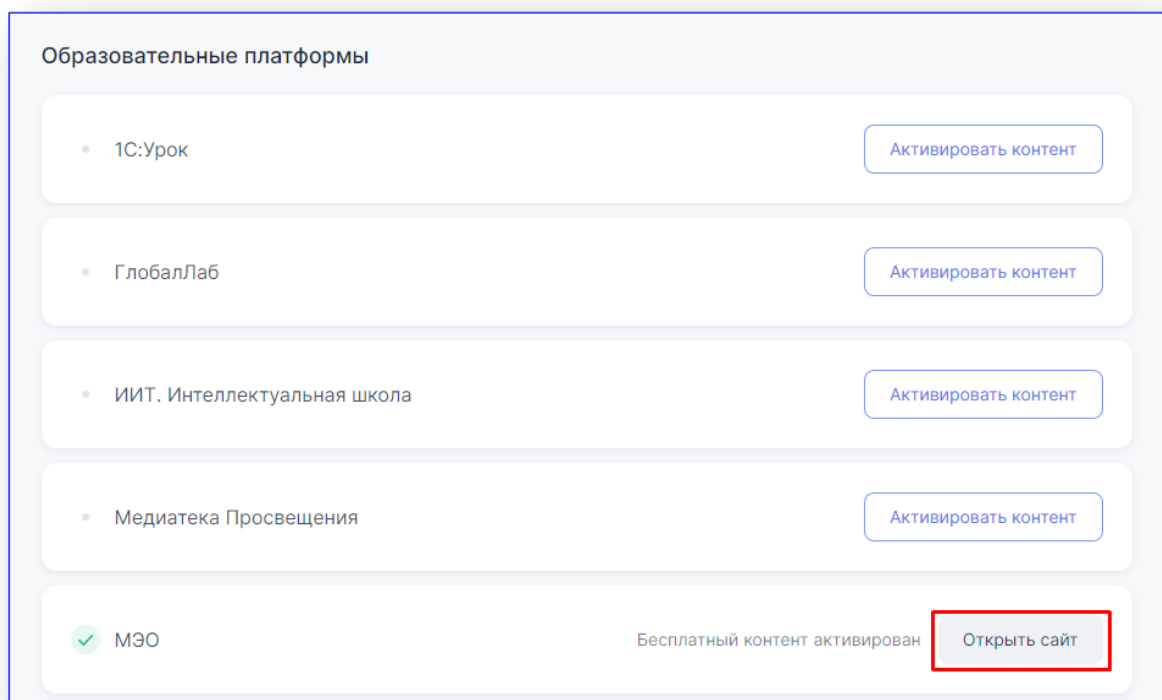 Образовательные платформы
1С:Урок
Активировать контент
ГлобалЛаб
Активировать контент
ИИТ. Интеллектуальная школа
Активировать контент
Медиатека Просвещения
Активировать контент
МЭО
Бесплатный контент активирован
Открыть сайт